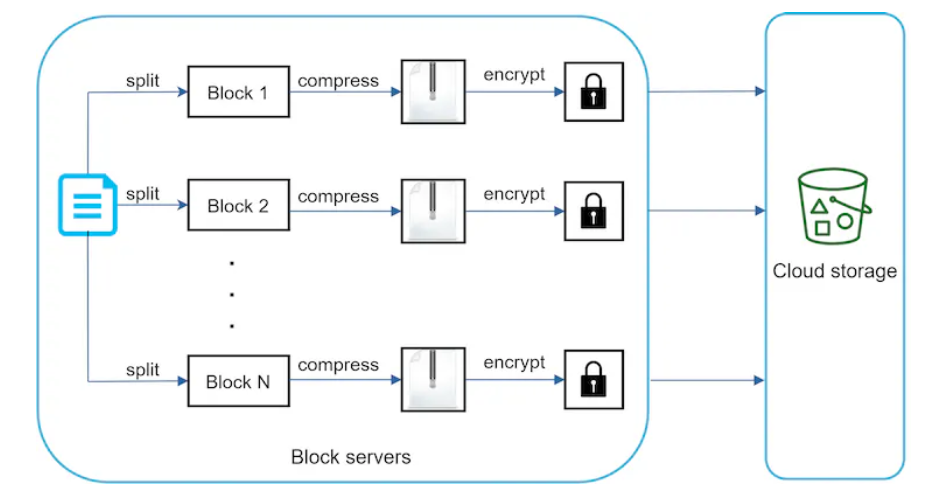 split
Block 1
compress
encrypt
split
Block 2
compress
encrypt
Cloud storage
split
Block N
compress
encrypt
Block servers